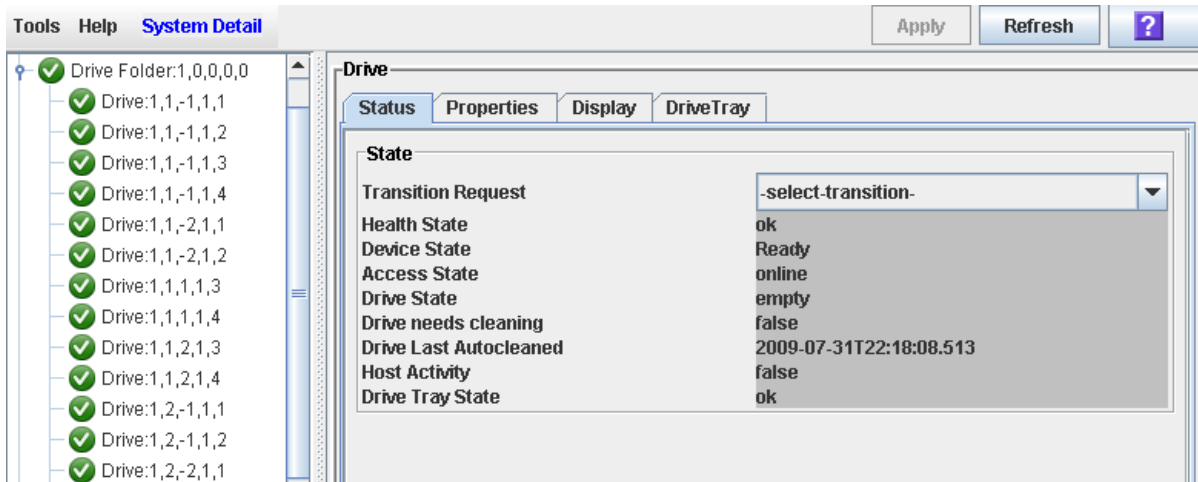 Tools Help System Detail Apply Refresh ?
Drive Folder:1,0,0,0,0
Drive:1,1,-1,1,1
Drive:1,1,-1,1,2
Drive:1,1,-1,1,3
Drive:1,1,-1,1,4
Drive:1,1,-2,1,1
Drive:1,1,-2,1,2
Drive:1,1,1,1,3
Drive:1,1,1,1,4
Drive:1,1,2,1,3
Drive:1,1,2,1,4
Drive:1,2,-1,1,1
Drive:1,2,-1,1,2
Drive:1,2,-2,1,1
Drive
Status Properties Display DriveTray
State
Transition Request -select-transition-
Health State ok
Device State Ready
Access State online
Drive State empty
Drive needs cleaning false
Drive Last Autocleaned 2009-07-31T22:18:08.513
Host Activity false
Drive Tray State ok